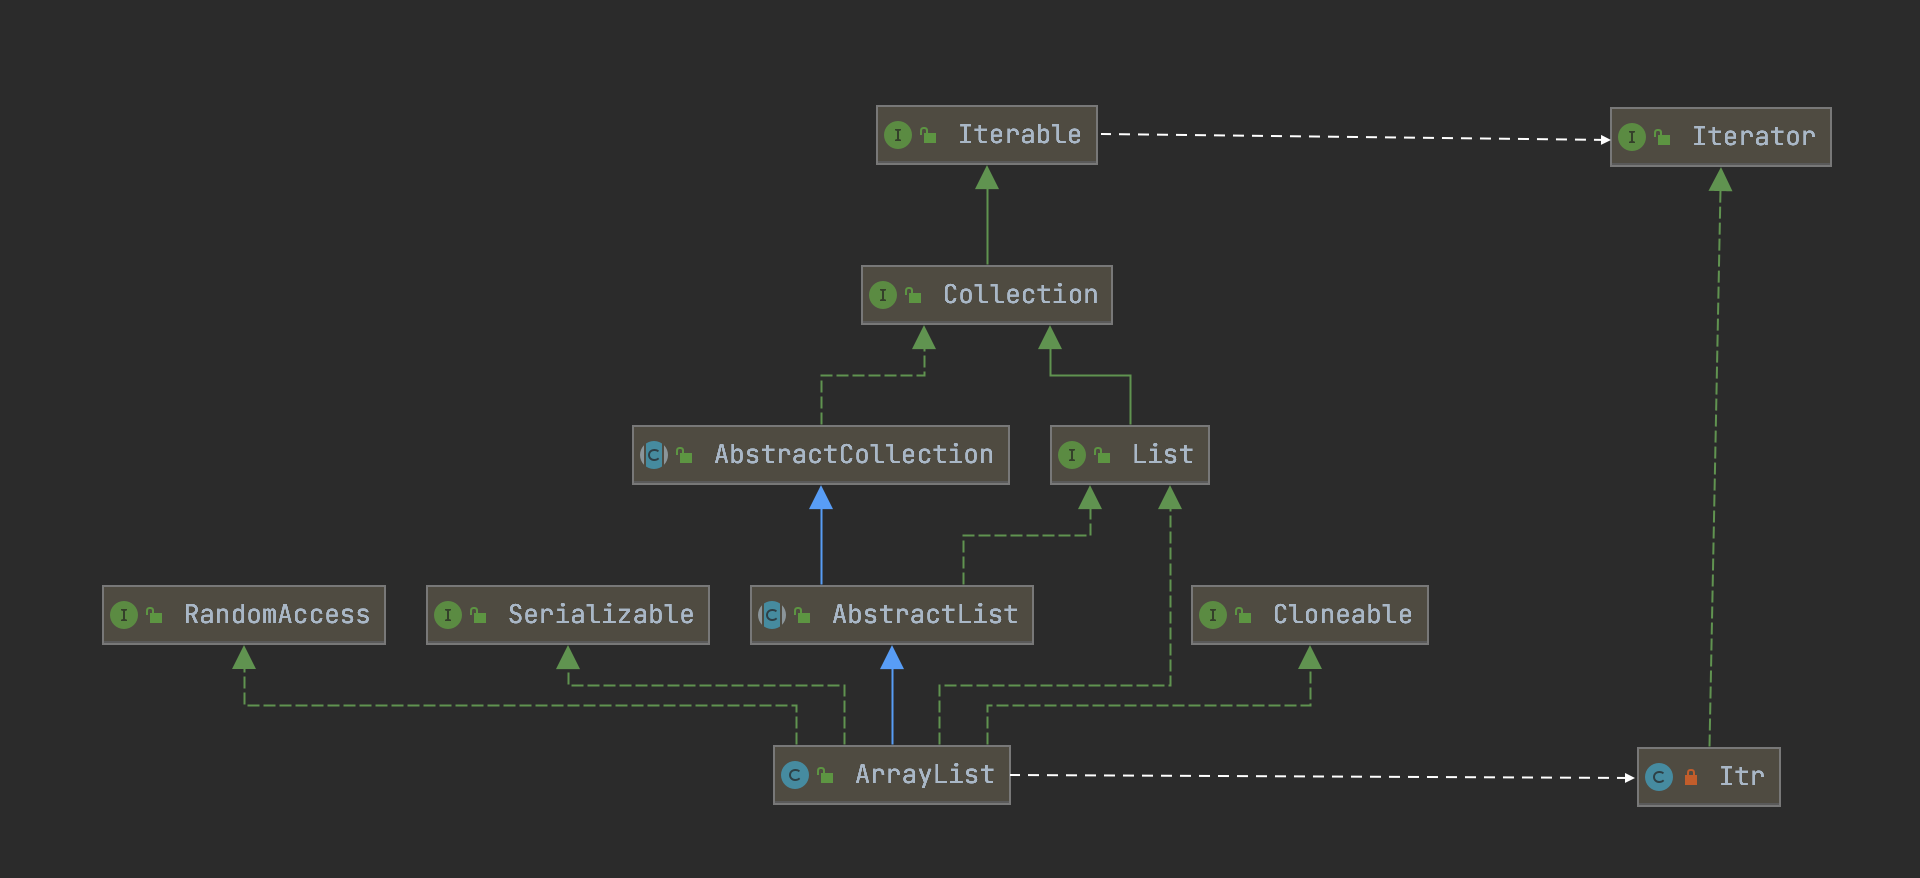 I Iterable
I Iterator
I Collection
C AbstractCollection
I List
I RandomAccess
I Serializable
C AbstractList
I Cloneable
C ArrayList
C Itr